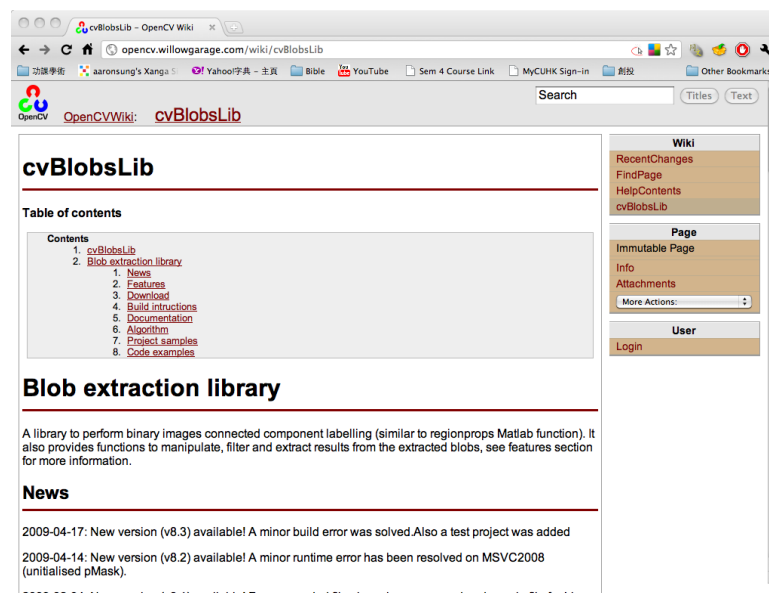 cvBlobsLib – OpenCV Wiki
opencv.willowgarage.com/wiki/cvBlobsLib
功課學術 aaronsung's Xanga S Yahoo!字典 - 主頁 Bible YouTube Sem 4 Course Link MyCUHK Sign-in 創投 Other Bookmarks
OpenCV OpenCVWiki: cvBlobsLib
Search Titles Text
cvBlobsLib
Table of contents
Contents
1. cvBlobsLib
2. Blob extraction library
1. News
2. Features
3. Download
4. Build intructions
5. Documentation
6. Algorithm
7. Project samples
8. Code examples
Blob extraction library
A library to perform binary images connected component labelling (similar to regionprops Matlab function). It
also provides functions to manipulate, filter and extract results from the extracted blobs, see features section
for more information.
News
2009-04-17: New version (v8.3) available! A minor build error was solved.Also a test project was added
2009-04-14: New version (v8.2) available! A minor runtime error has been resolved on MSVC2008
(unitialised pMask).
Wiki
RecentChanges
FindPage
HelpContents
cvBlobsLib
Page
Immutable Page
Info
Attachments
More Actions:
User
Login